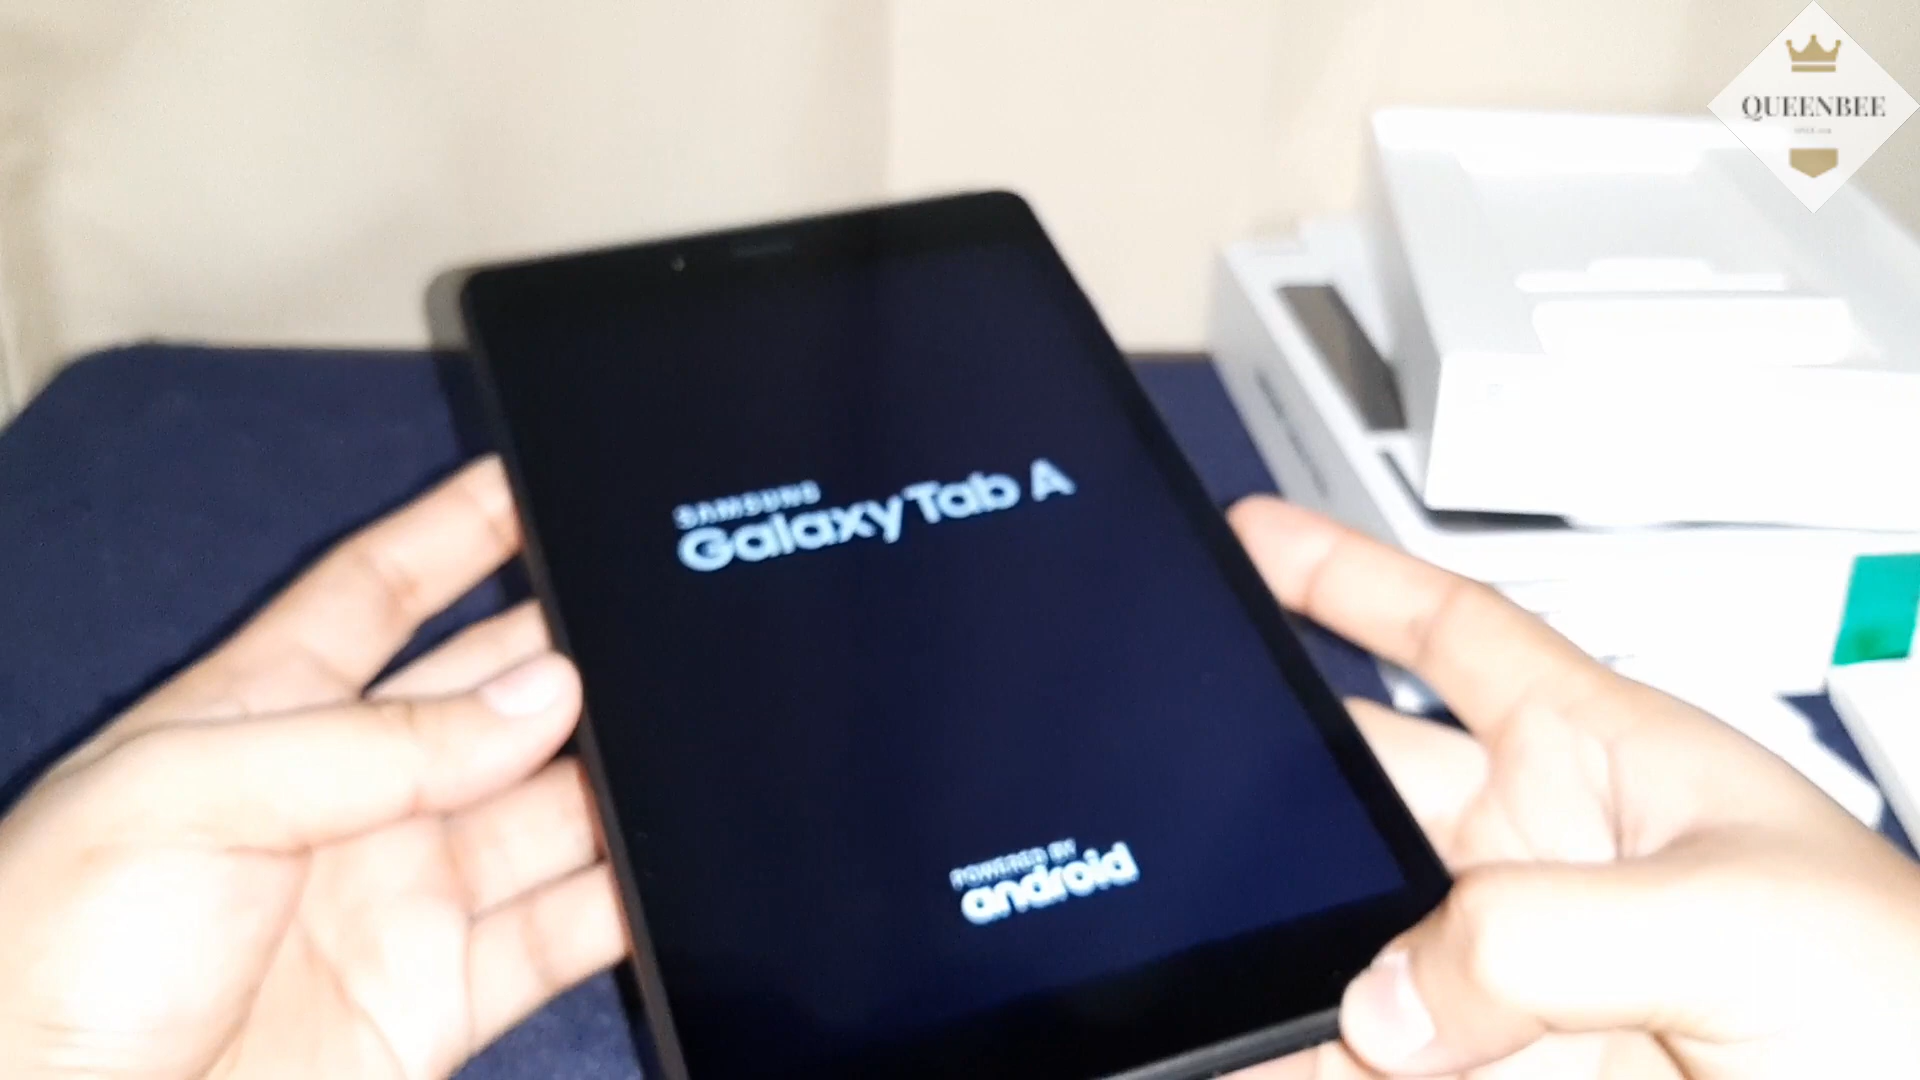 QUEENBEE
SAMSUNG
Galaxy Tab A
POWERED BY
android